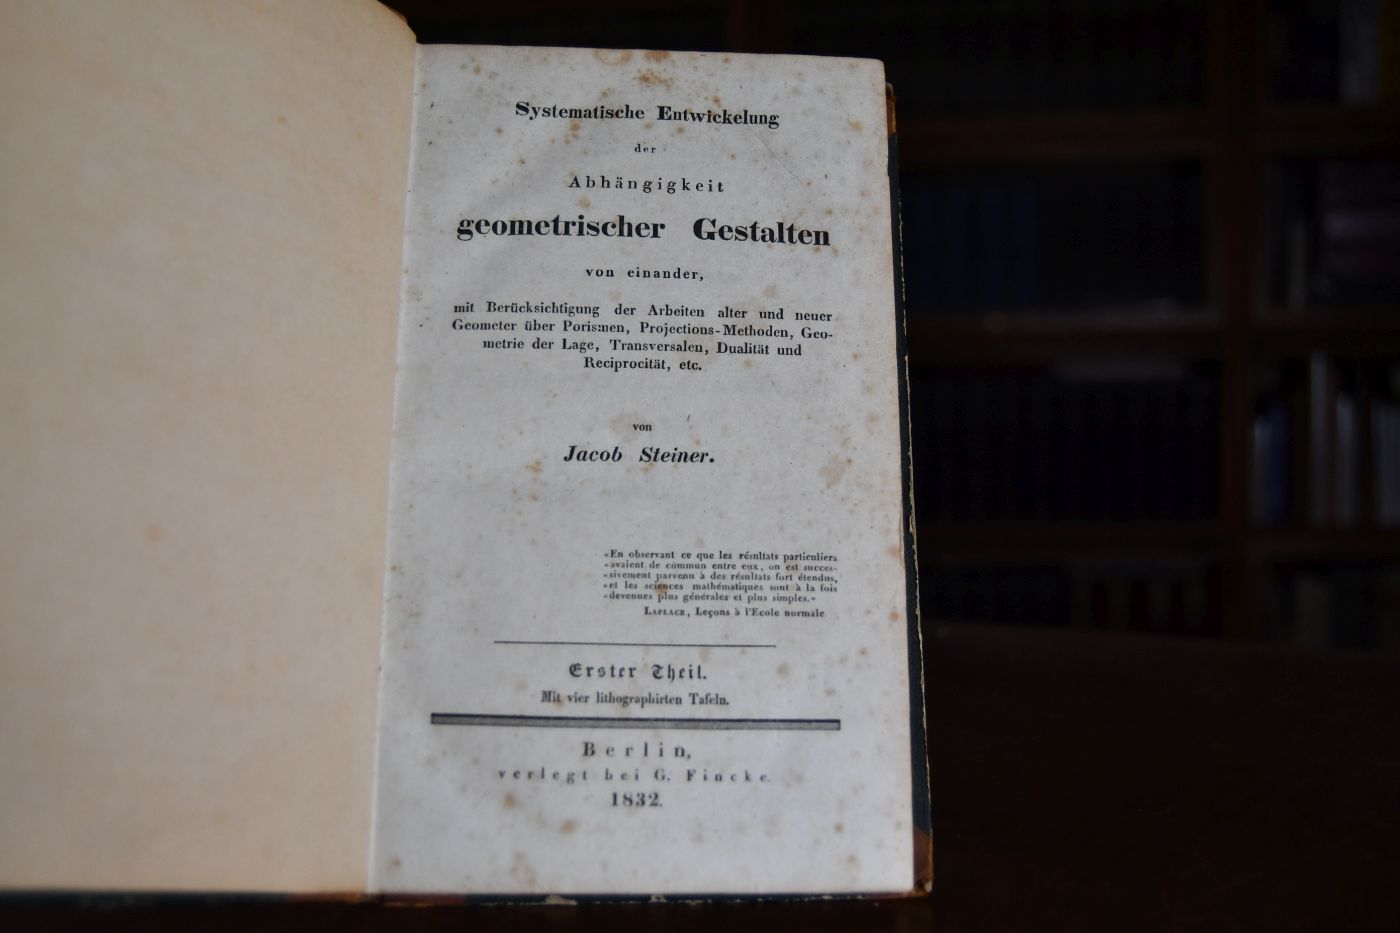 Systematische Entwickelung
der
Abhängigkeit
geometrischer Gestalten
von einander,
mit Berücksichtigung der Arbeiten alter und neuer
Geometer über Porismen, Projections-Methoden, Geo-
metrie der Lage, Transversalen, Dualität und
Reciprocität, etc.
von
Jacob Steiner.
»En observant ce que les résultats particuliers
»avaient de commun entre eux, on est succes-
»sivement parvenu à des résultats fort étendus,
»et les sciences mathématiques sont à la fois
»devenues plus générales et plus simples.»
LAPLACE, Leçons à l'Ecole normale.
Erster Theil.
Mit vier lithographirten Tafeln.
Berlin,
verlegt bei G. Fincke.
1832.